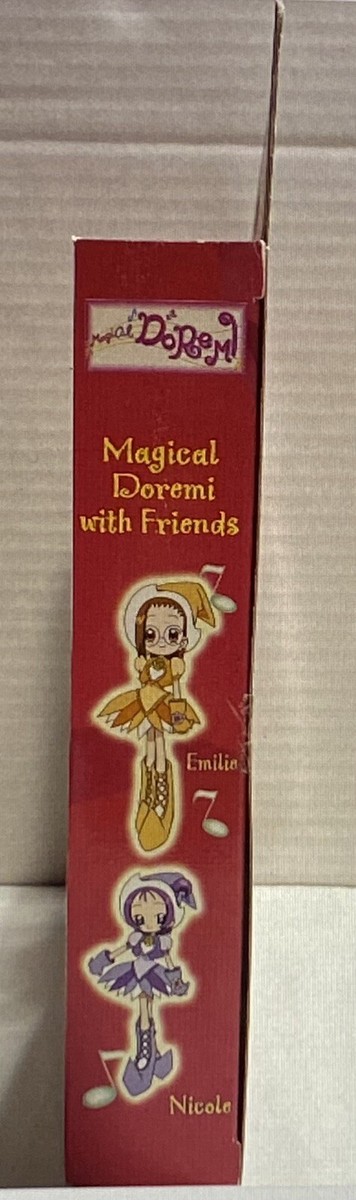 Magical
DoReMi
Magical
Doremi
with Friends
Emilie
Nicole